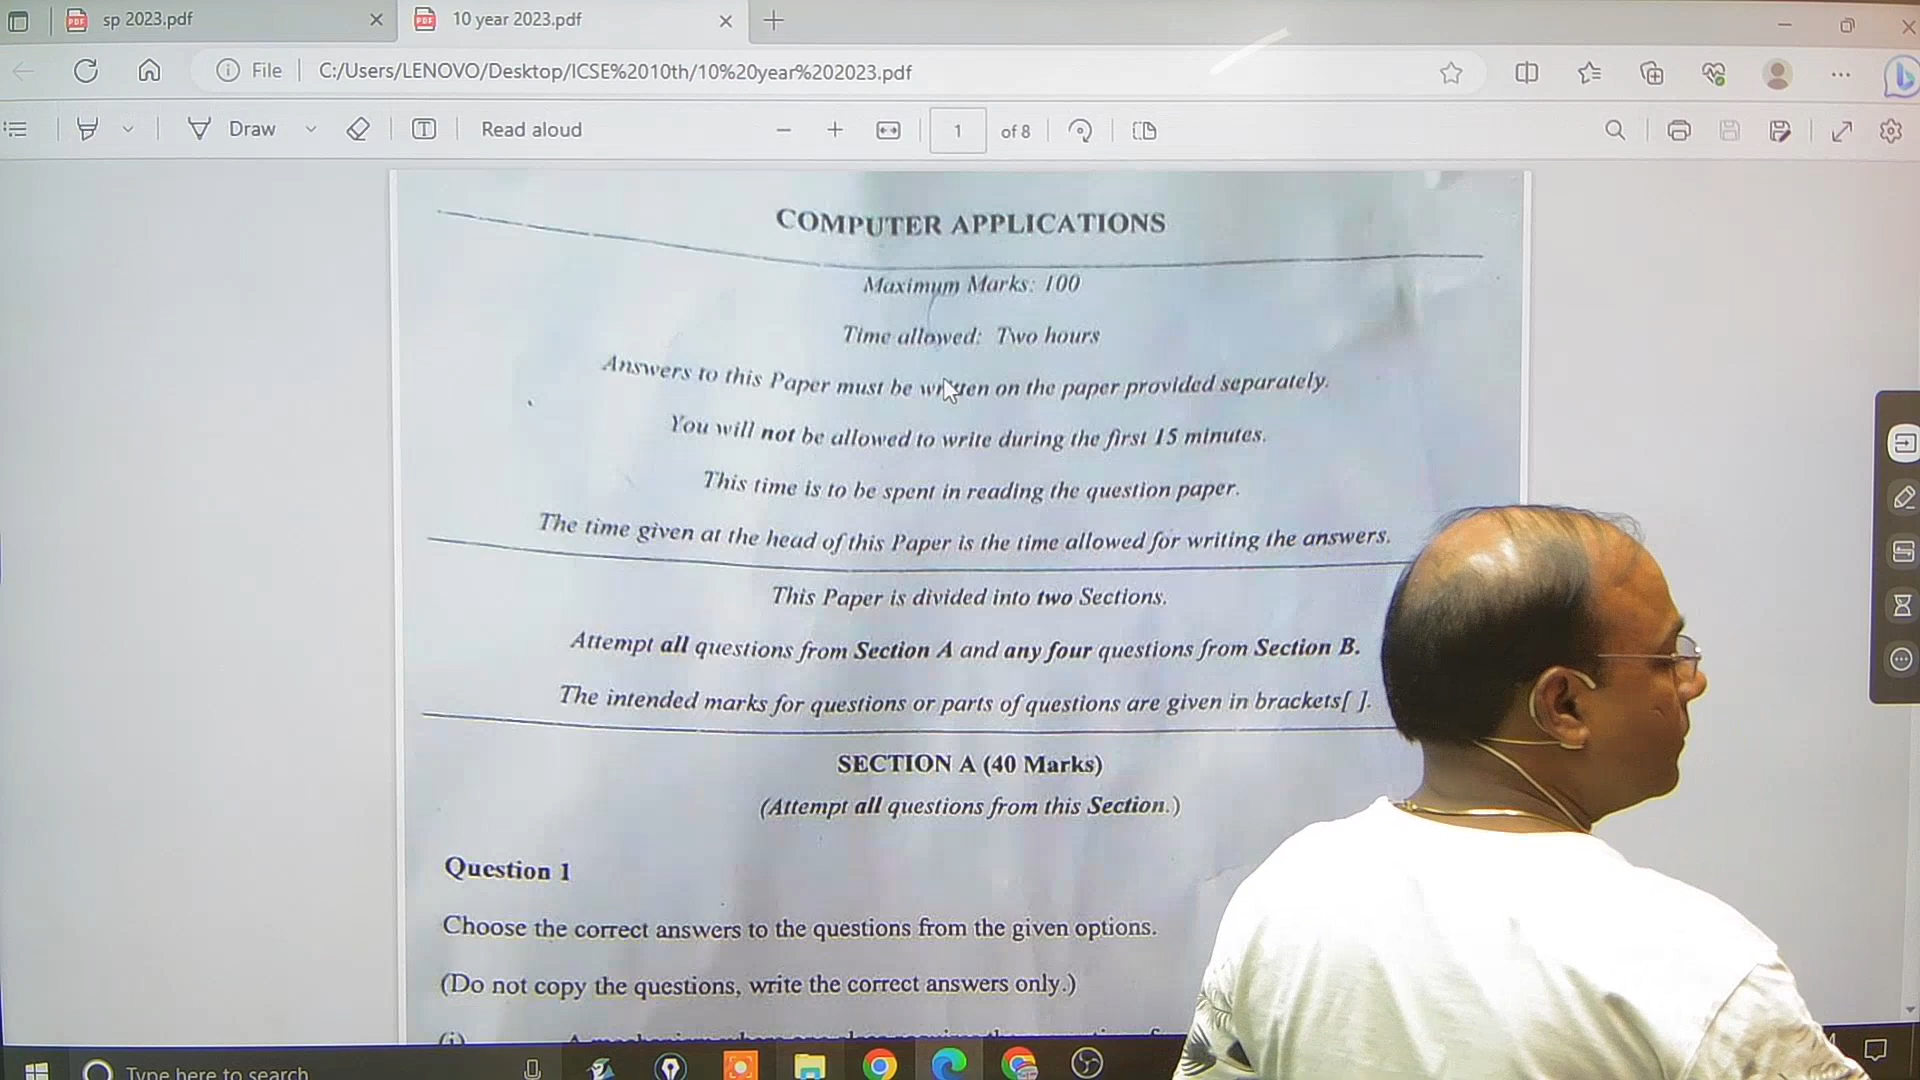 sp 2023.pdf
10 year 2023.pdf
File
C:/Users/LENOVO/Desktop/ICSE%2010th/10%20year%202023.pdf
Draw
Read aloud
1
of 8
COMPUTER APPLICATIONS
Maximum Marks: 100
Time allowed: Two hours
Answers to this Paper must be written on the paper provided separately.
You will not be allowed to write during the first 15 minutes.
This time is to be spent in reading the question paper.
The time given at the head of this Paper is the time allowed for writing the answers.
This Paper is divided into two Sections.
Attempt all questions from Section A and any four questions from Section B.
The intended marks for questions or parts of questions are given in brackets[ ].
SECTION A (40 Marks)
(Attempt all questions from this Section.)
Question 1
Choose the correct answers to the questions from the given options.
(Do not copy the questions, write the correct answers only.)
(i)
Type here to search